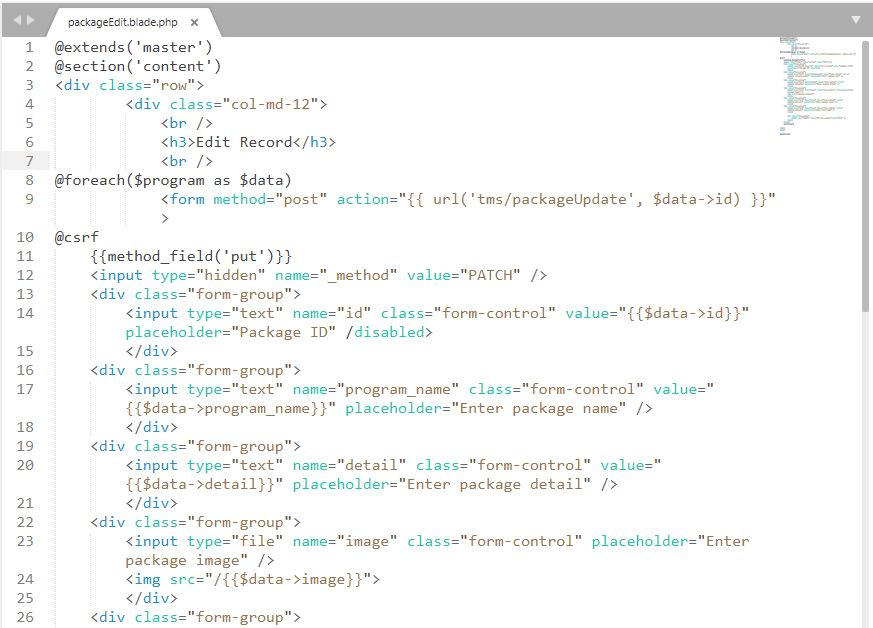 packageEdit.blade.php ×
1 @extends('master')
2 @section('content')
3 <div class="row">
4 <div class="col-md-12">
5 <br />
6 <h3>Edit Record</h3>
7 <br />
8 @foreach($program as $data)
9 <form method="post" action="{{ url('tms/packageUpdate', $data->id) }}"
>
10 @csrf
11 {{method_field('put')}}
12 <input type="hidden" name="_method" value="PATCH" />
13 <div class="form-group">
14 <input type="text" name="id" class="form-control" value="{{$data->id}}"
placeholder="Package ID" /disabled>
15 </div>
16 <div class="form-group">
17 <input type="text" name="program_name" class="form-control" value="
{{$data->program_name}}" placeholder="Enter package name" />
18 </div>
19 <div class="form-group">
20 <input type="text" name="detail" class="form-control" value="
{{$data->detail}}" placeholder="Enter package detail" />
21 </div>
22 <div class="form-group">
23 <input type="file" name="image" class="form-control" placeholder="Enter
package image" />
24 <img src="/{{$data->image}}">
25 </div>
26 <div class="form-group">